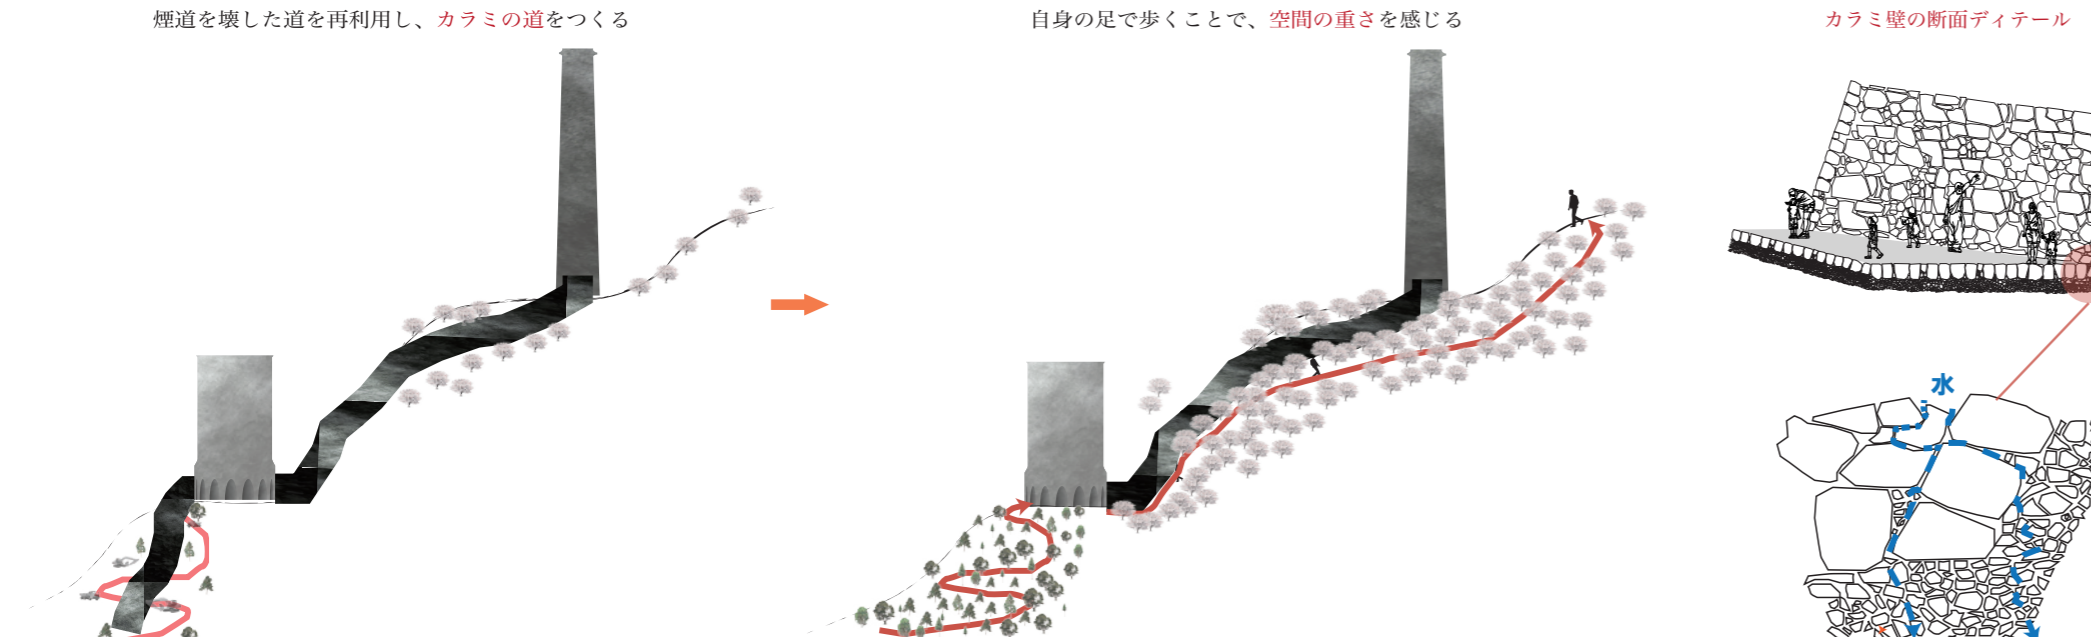 煙道を壊した道を再利用し、カラミの道をつくる
自身の足で歩くことで、空間の重さを感じる
カラミ壁の断面ディテール
水